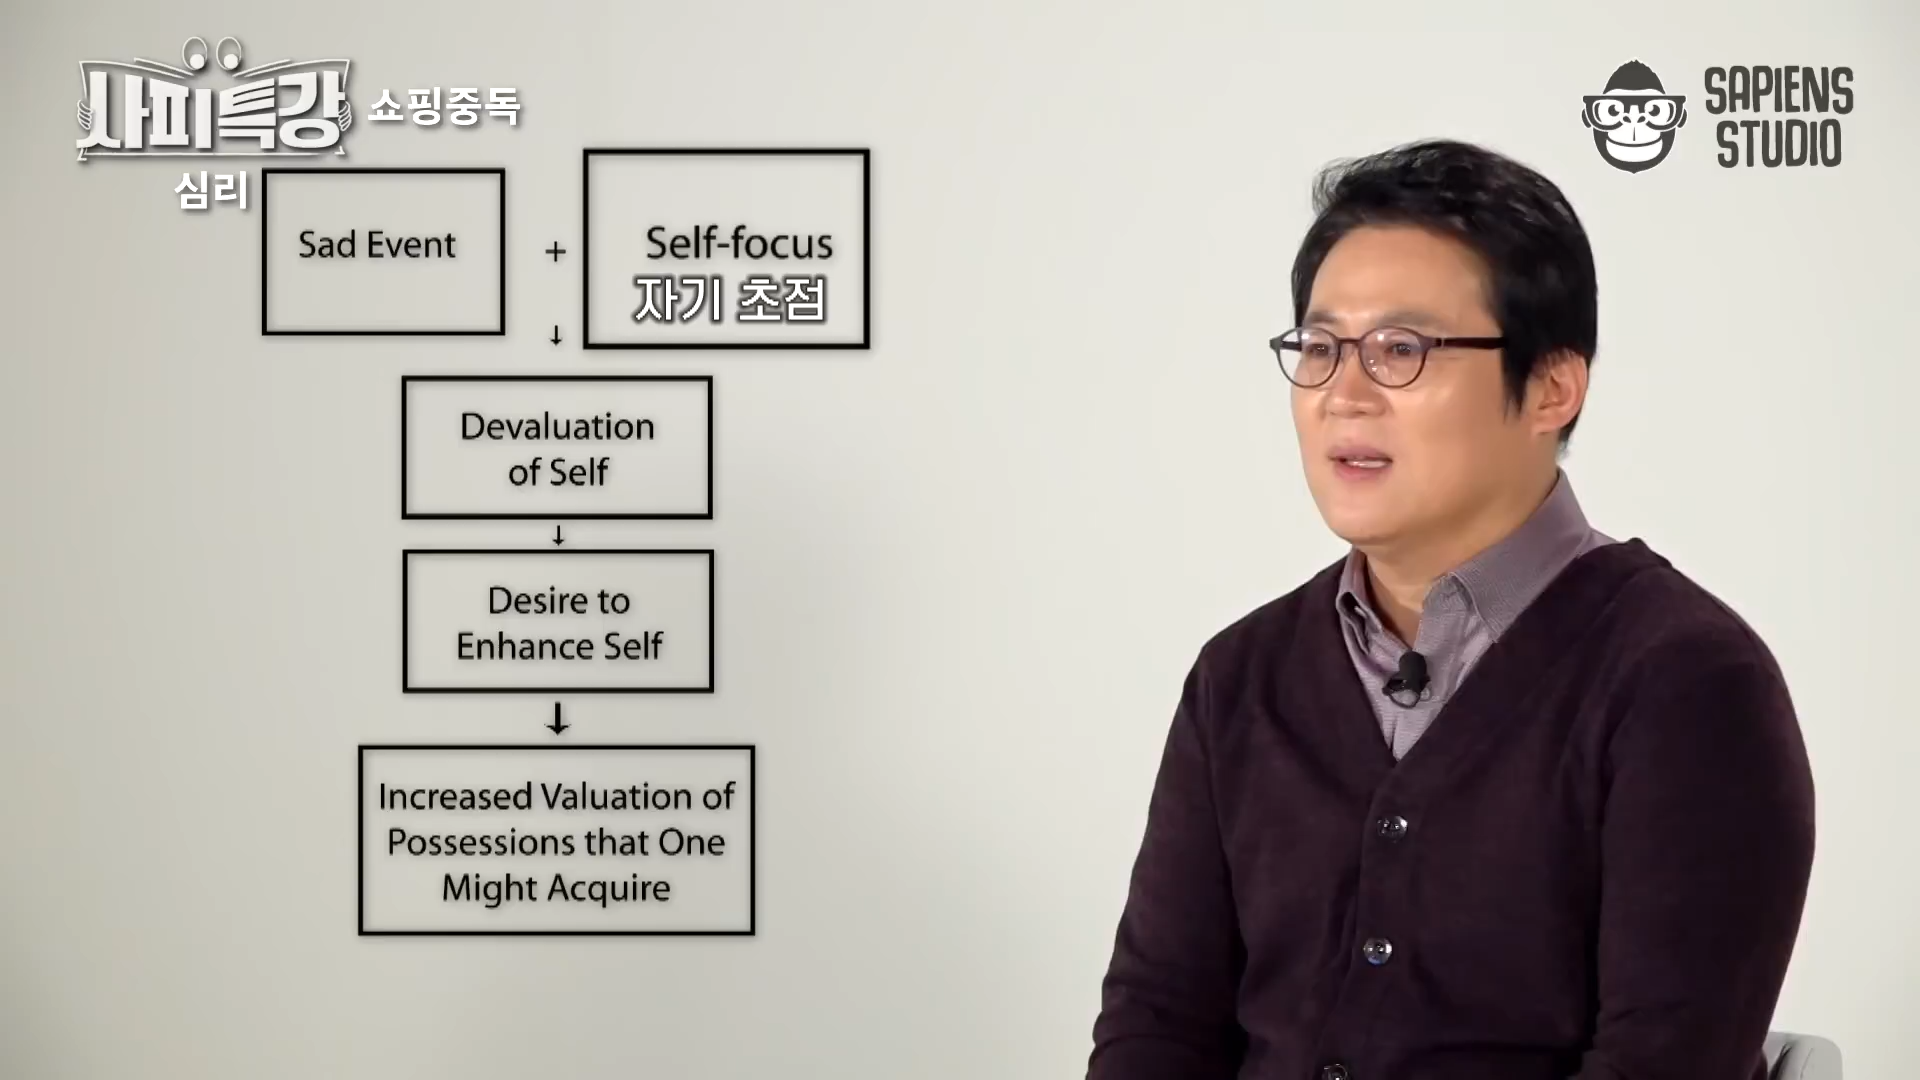 사피특강 쇼핑중독
심리
SAPIENS
STUDIO
Sad Event
+
Self-focus
자기 초점
↓
Devaluation
of Self
↓
Desire to
Enhance Self
↓
Increased Valuation of
Possessions that One
Might Acquire